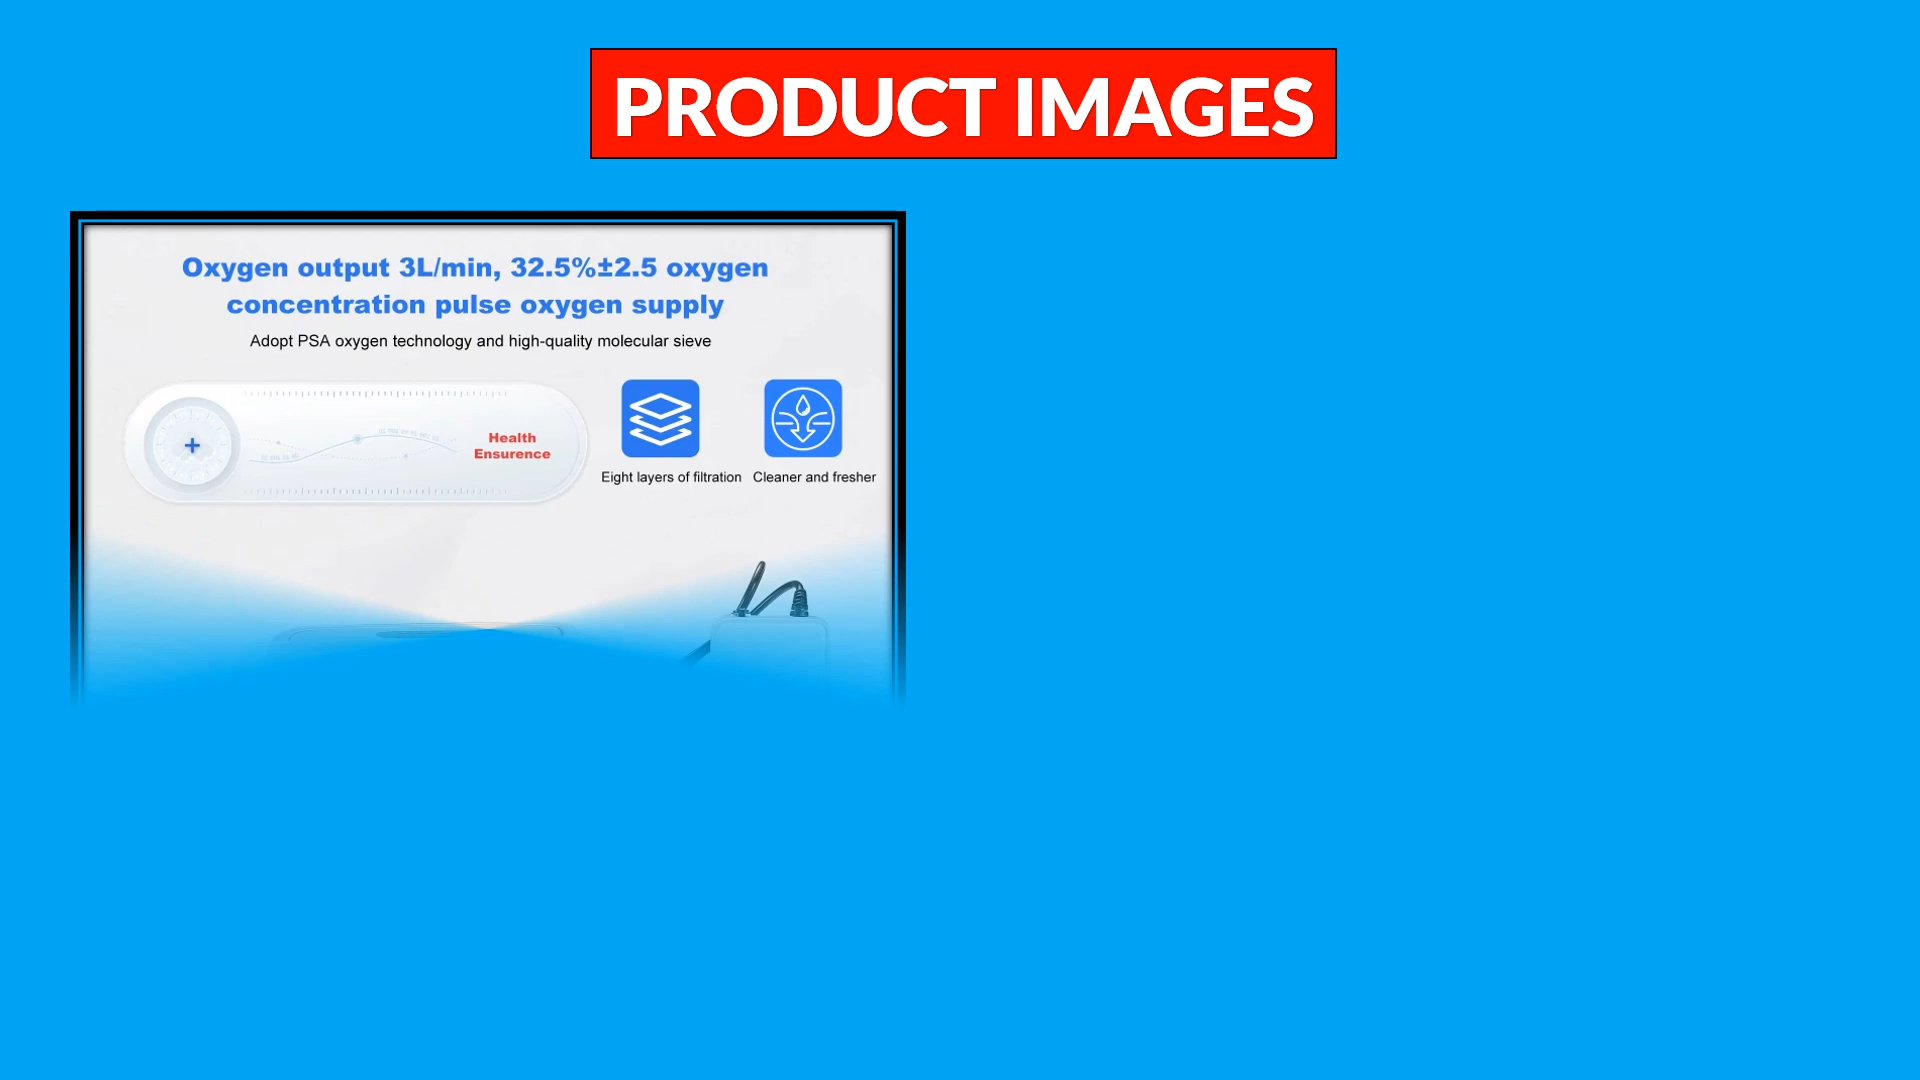 PRODUCT IMAGES
Oxygen output 3L/min, 32.5%±2.5 oxygen
concentration pulse oxygen supply
Adopt PSA oxygen technology and high-quality molecular sieve
Health
Ensurence
Eight layers of filtration
Cleaner and fresher